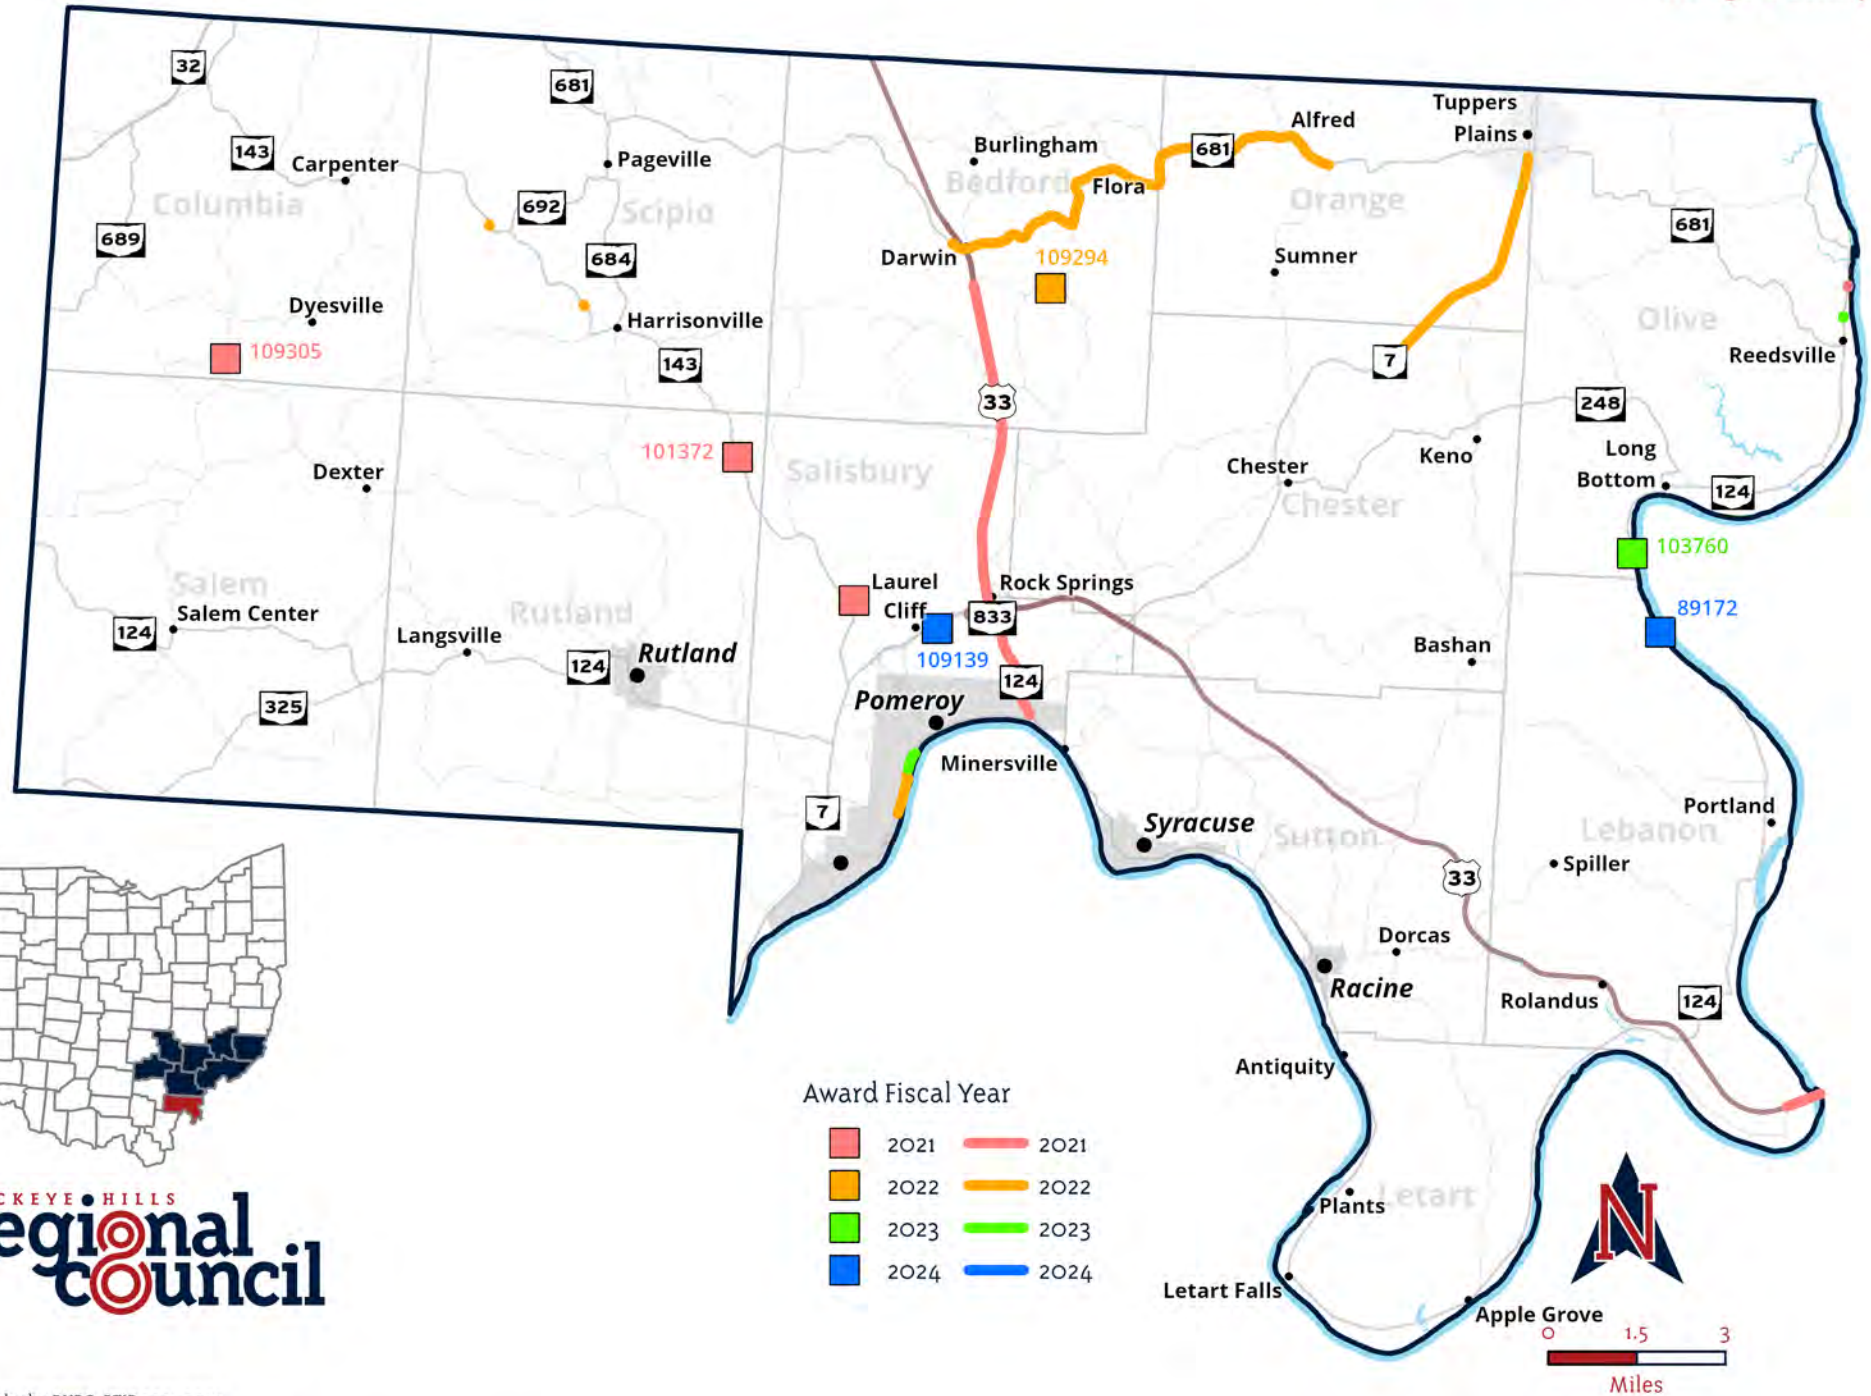 32
681
143
Carpenter
Pageville
Columbia
692
Scipio
689
684
Dyesville
Harrisonville
109305
143
Burlingham
Bedford
Flora
681
Alfred
Tuppers
Plains
Orange
Darwin
109294
Sumner
681
Olive
Reedsville
7
33
248
Long
Bottom
Keno
124
Dexter
101372
Salisbury
Chester
Chester
103760
Salem
Salem Center
124
Rutland
Langsville
124
Rutland
325
Laurel
Cliff
Rock Springs
833
109139
89172
Bashan
124
Pomeroy
Minersville
7
Syracuse
Sutton
Portland
Lebanon
Spiller
33
Dorcas
Racine
Rolandus
124
Antiquity
Plants
Letart
Letart Falls
Apple Grove
Award Fiscal Year
2021 2021
2022 2022
2023 2023
2024 2024
CKEYE HILLS
egional
council
N
0 1.5 3
Miles